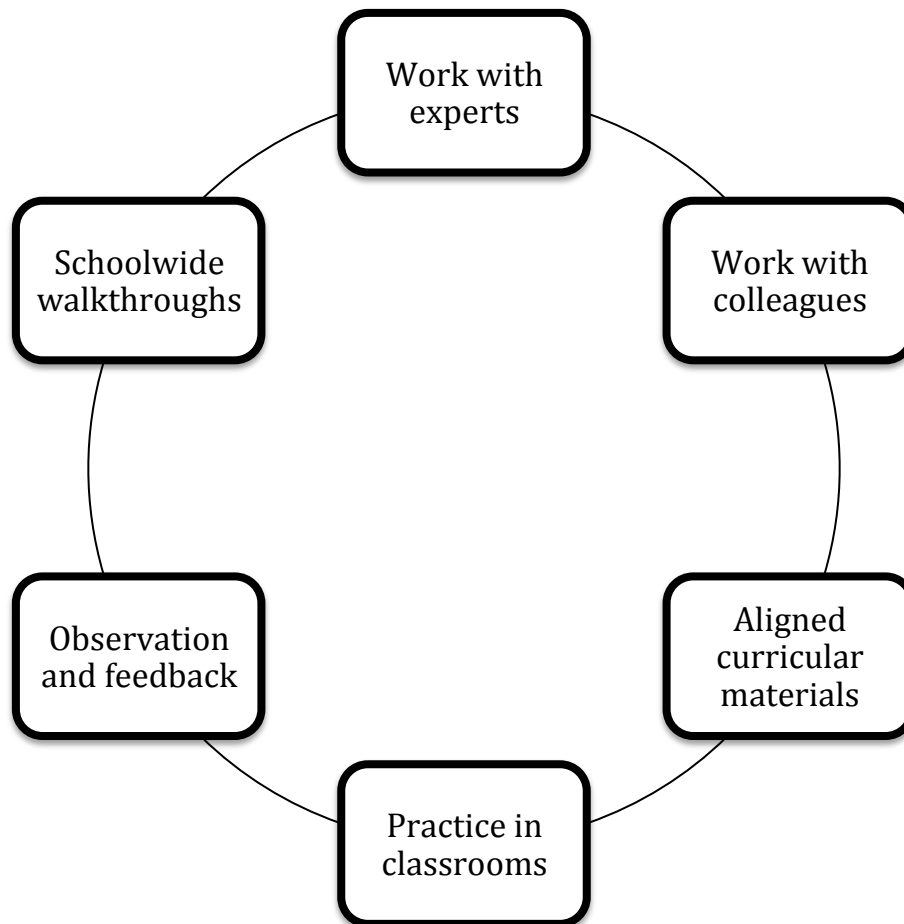 Work with
experts
Work with
colleagues
Aligned
curricular
materials
Practice in
classrooms
Observation
and feedback
Schoolwide
walkthroughs